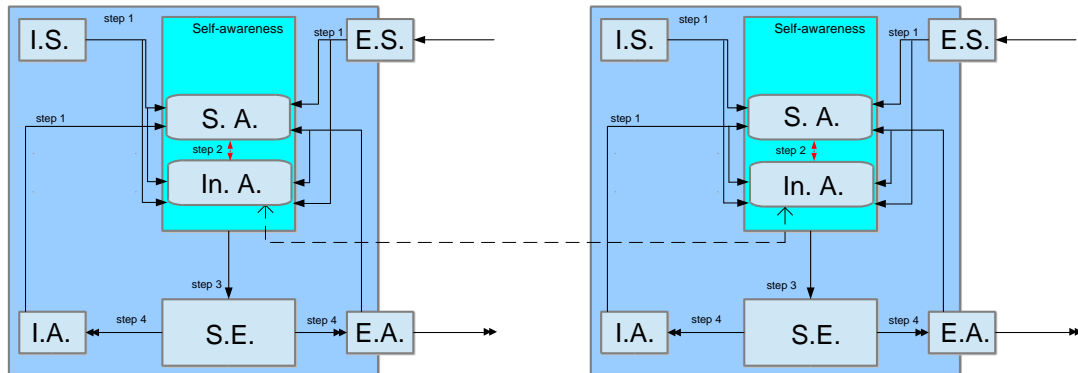 step 1
I.S.
Self-awareness
step 1
E.S.
S. A.
step 1
step 2
In. A.
step 3
I.A.
step 4
S.E.
step 4
E.A.
I.S.
step 1
Self-awareness
step 1
E.S.
S. A.
step 1
step 2
In. A.
step 3
I.A.
step 4
S.E.
step 4
E.A.